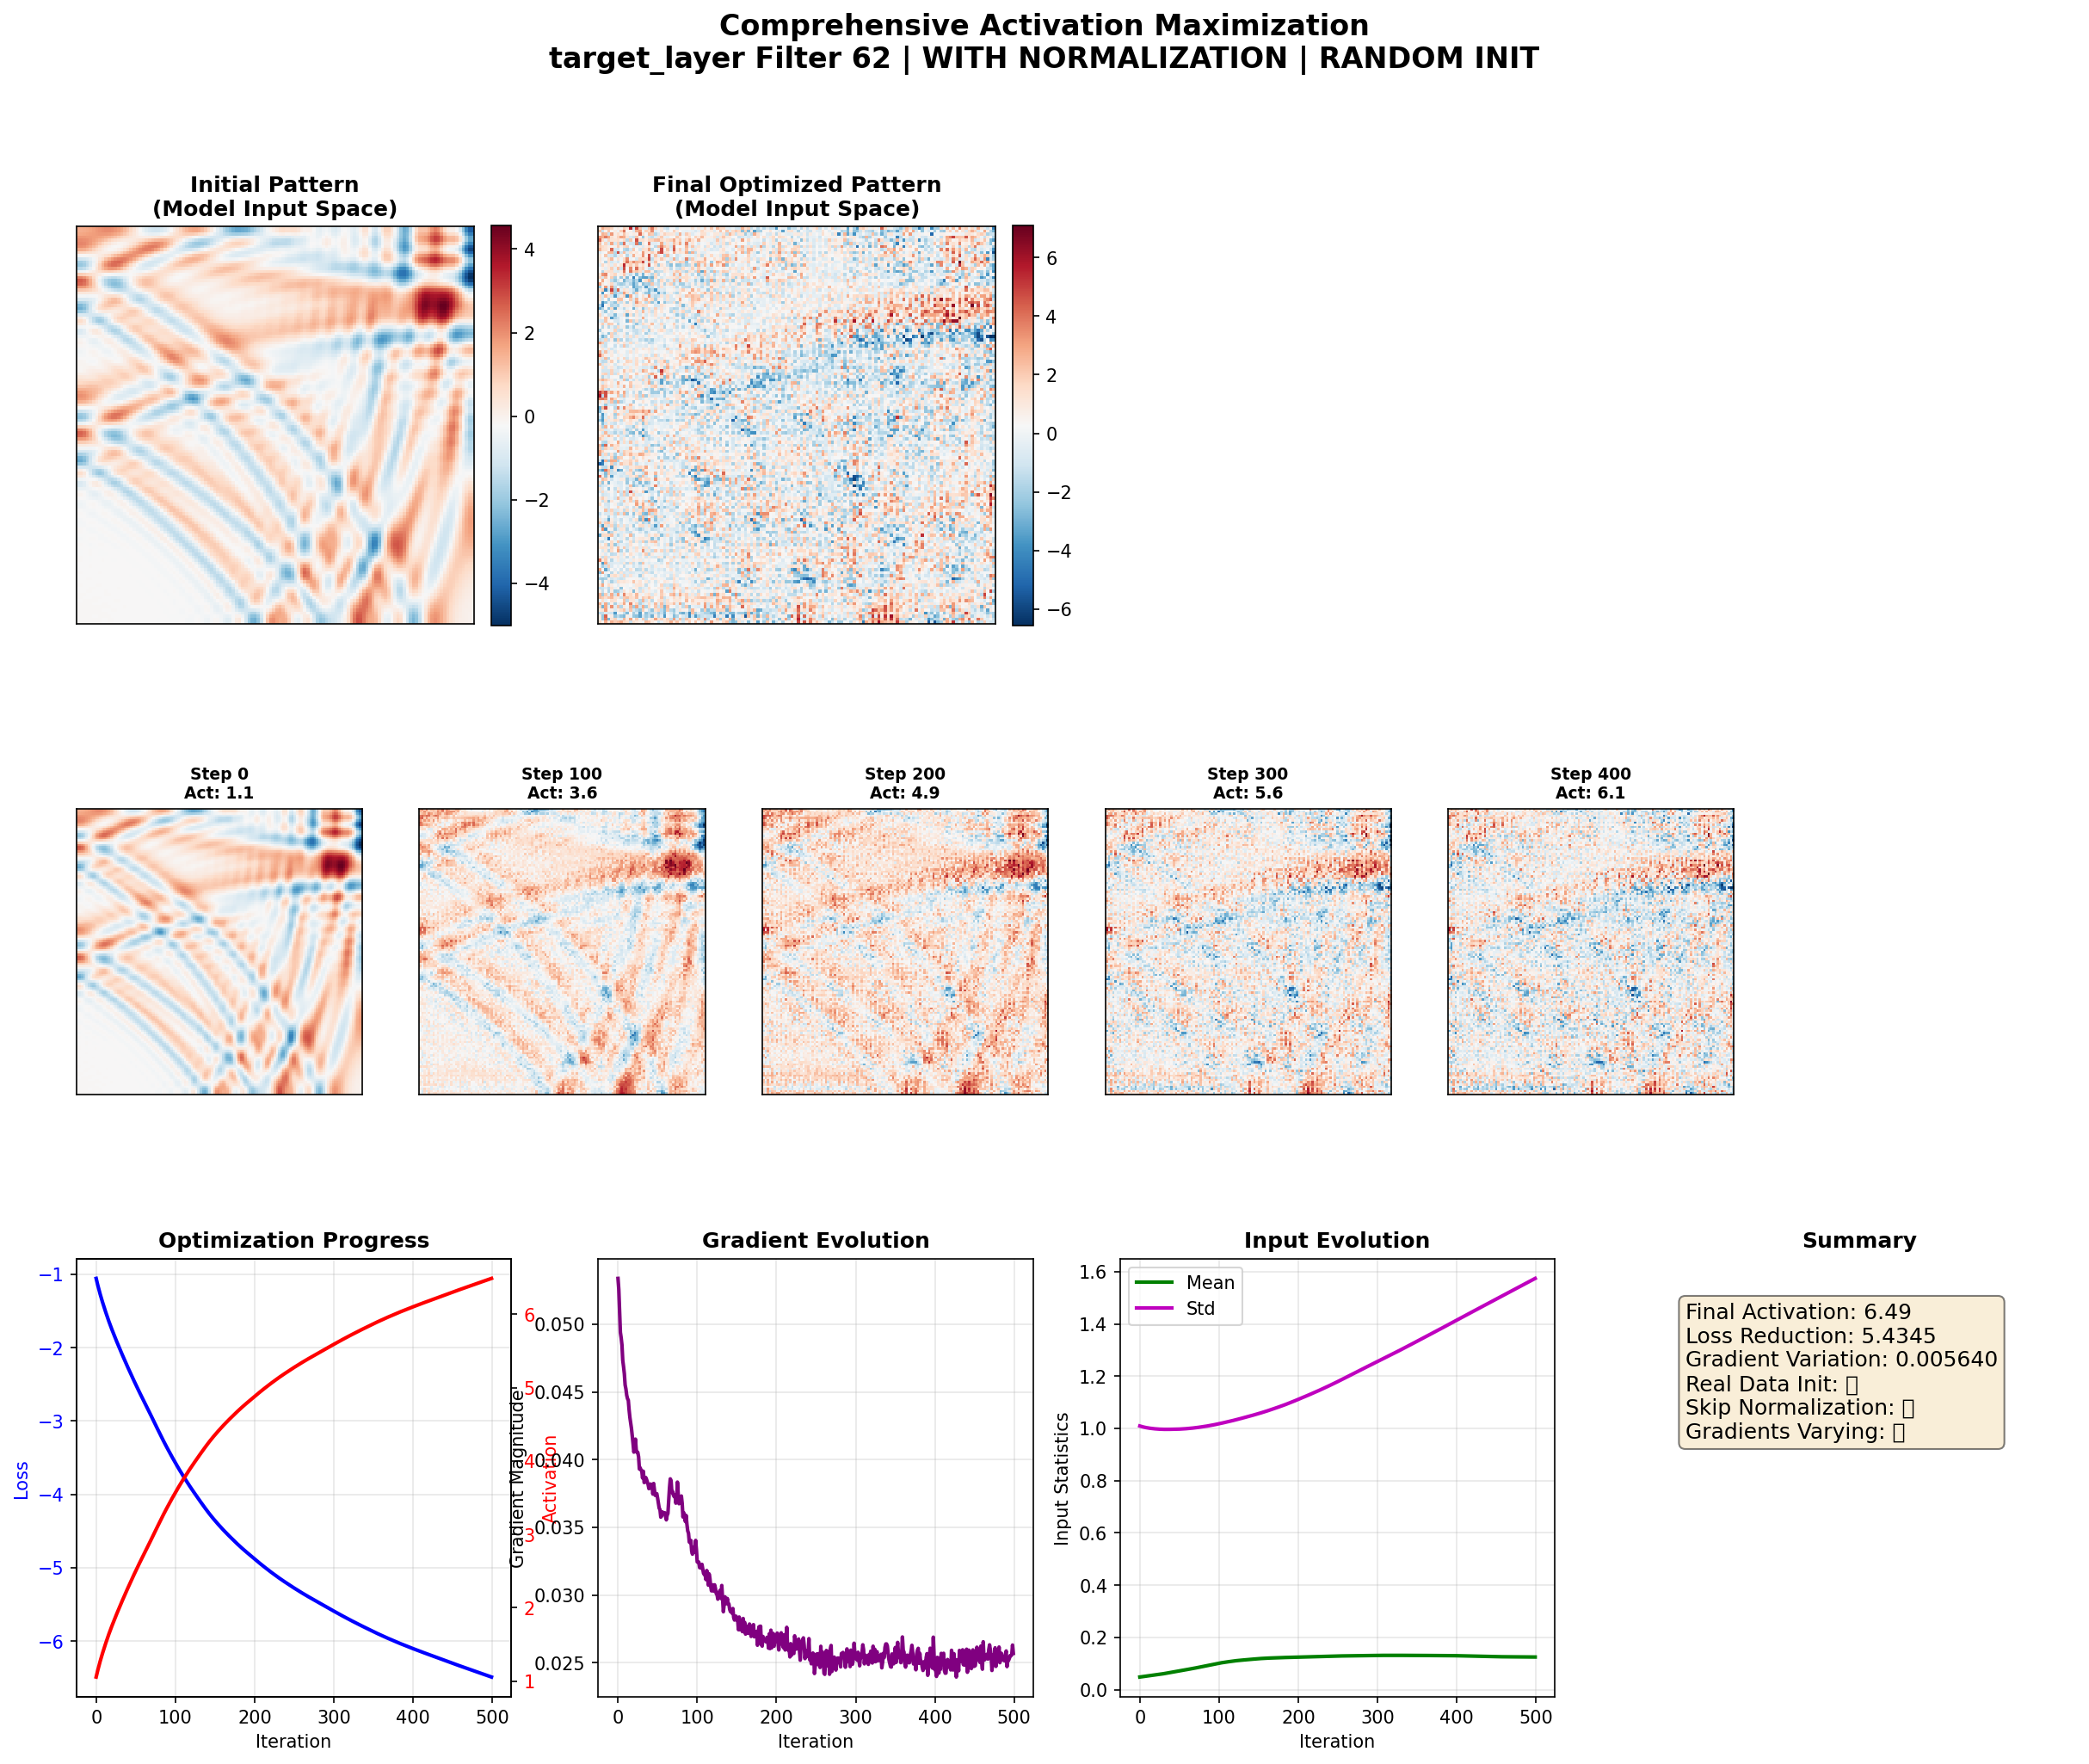 Comprehensive Activation Maximization
target_layer Filter 62 | WITH NORMALIZATION | RANDOM INIT
Initial Pattern
(Model Input Space)
4
2
0
−2
−4
Final Optimized Pattern
(Model Input Space)
6
4
2
0
−2
−4
−6
Step 0
Act: 1.1
Step 100
Act: 3.6
Step 200
Act: 4.9
Step 300
Act: 5.6
Step 400
Act: 6.1
Optimization Progress
Loss
−1
−2
−3
−4
−5
−6
0 100 200 300 400 500
Iteration
6
5
4
3
2
1
Activation
Gradient Evolution
Gradient Magnitude
0.050
0.045
0.040
0.035
0.030
0.025
0 100 200 300 400 500
Iteration
Input Evolution
Mean
Std
Input Statistics
1.6
1.4
1.2
1.0
0.8
0.6
0.4
0.2
0.0
0 100 200 300 400 500
Iteration
Summary
Final Activation: 6.49
Loss Reduction: 5.4345
Gradient Variation: 0.005640
Real Data Init:
Skip Normalization:
Gradients Varying: